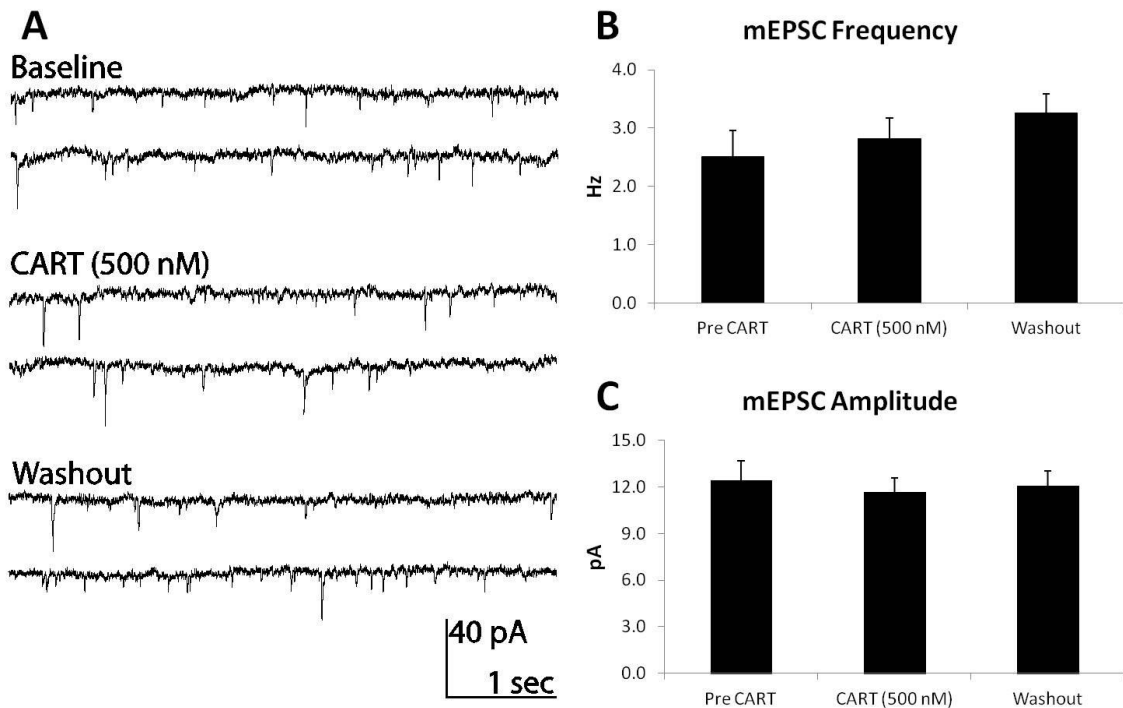 A
Baseline
CART (500 nM)
Washout
40 pA
1 sec
B
mEPSC Frequency
4.0
3.0
2.0
1.0
0.0
Hz
Pre CART
CART (500 nM)
Washout
C
mEPSC Amplitude
15.0
12.0
9.0
6.0
3.0
0.0
pA
Pre CART
CART (500 nM)
Washout